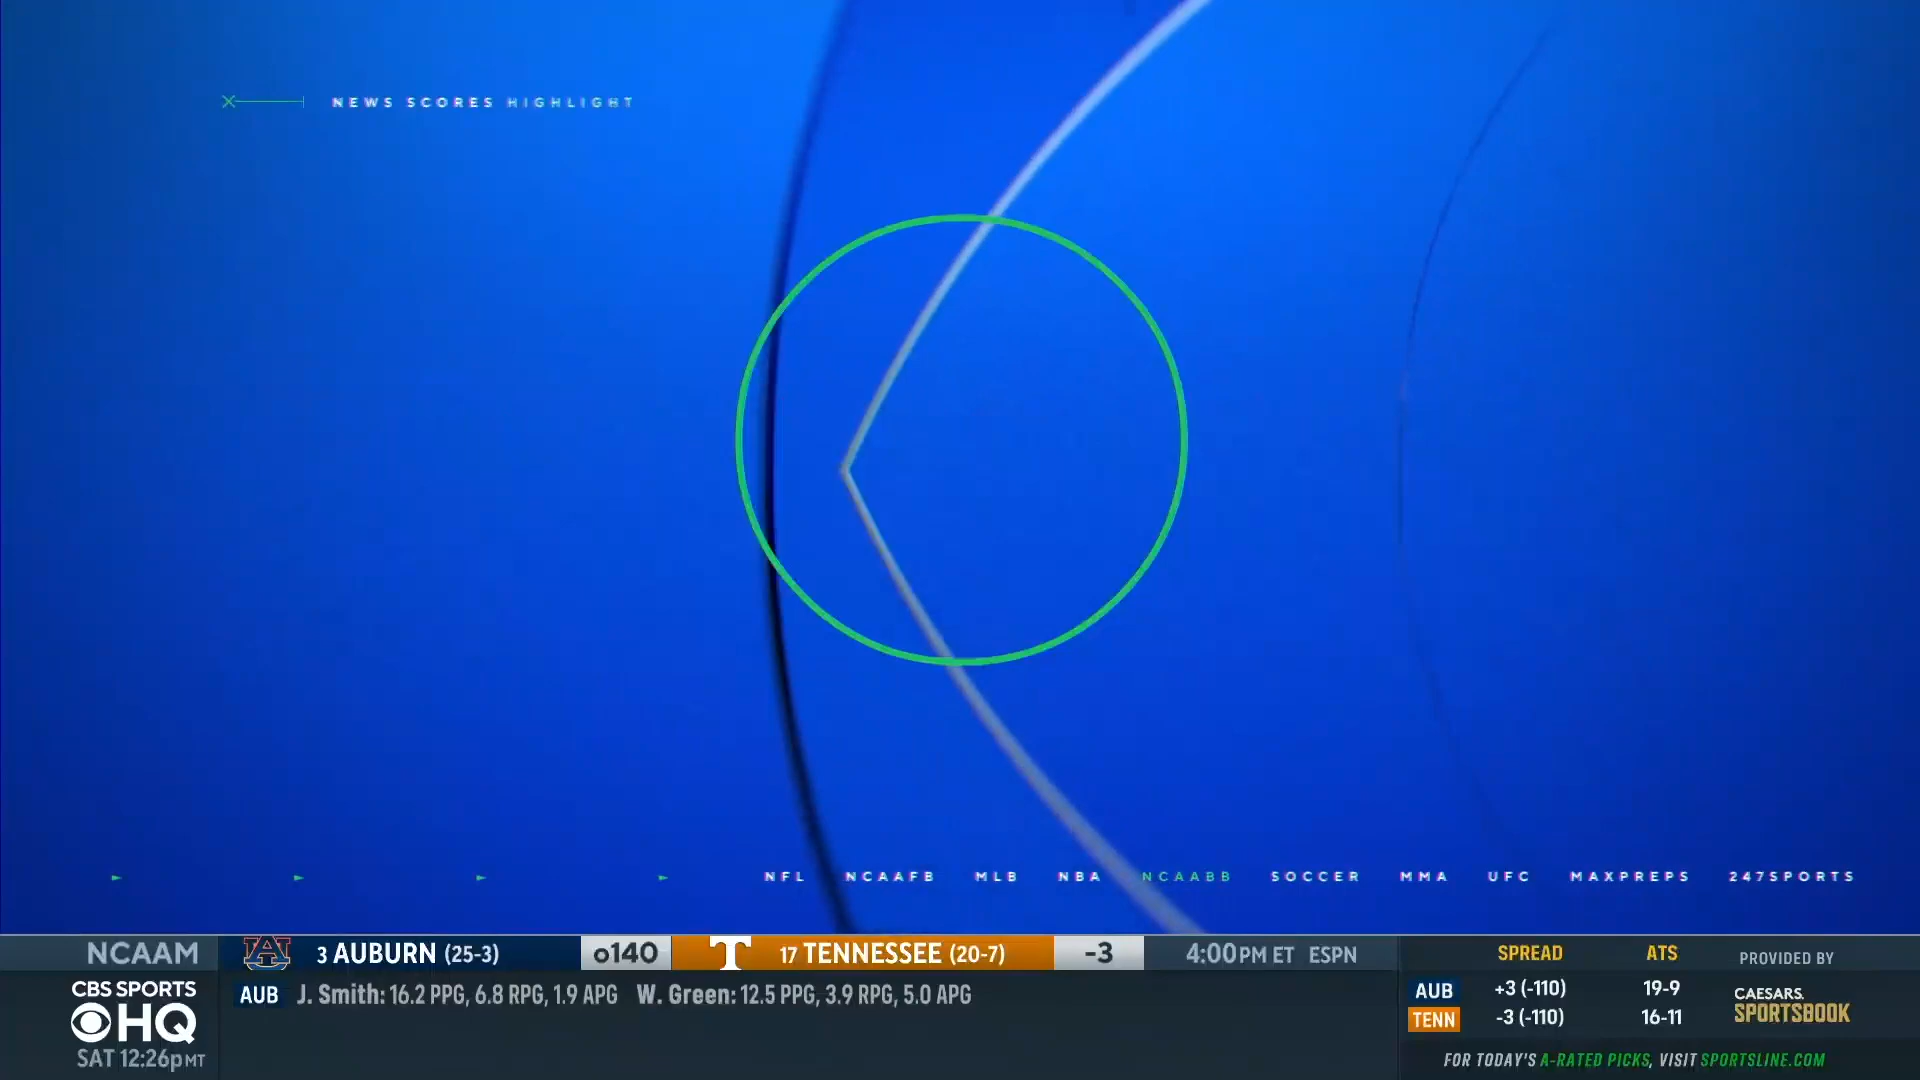 NEWS SCORES HIGHLIGHT
NFL NCAAFB MLB NBA NCAABB SOCCER MMA UFC MAXPREPS 247SPORTS
NCAAM
3 AUBURN (25-3) o140 17 TENNESSEE (20-7) -3 4:00PM ET ESPN
AUB J. Smith: 16.2 PPG, 6.8 RPG, 1.9 APG W. Green: 12.5 PPG, 3.9 RPG, 5.0 APG
CBS SPORTS
HQ
SAT 12:26pMT
SPREAD ATS
AUB +3 (-110) 19-9
TENN -3 (-110) 16-11
PROVIDED BY
CAESARS
SPORTSBOOK
FOR TODAY'S A-RATED PICKS, VISIT SPORTSLINE.COM